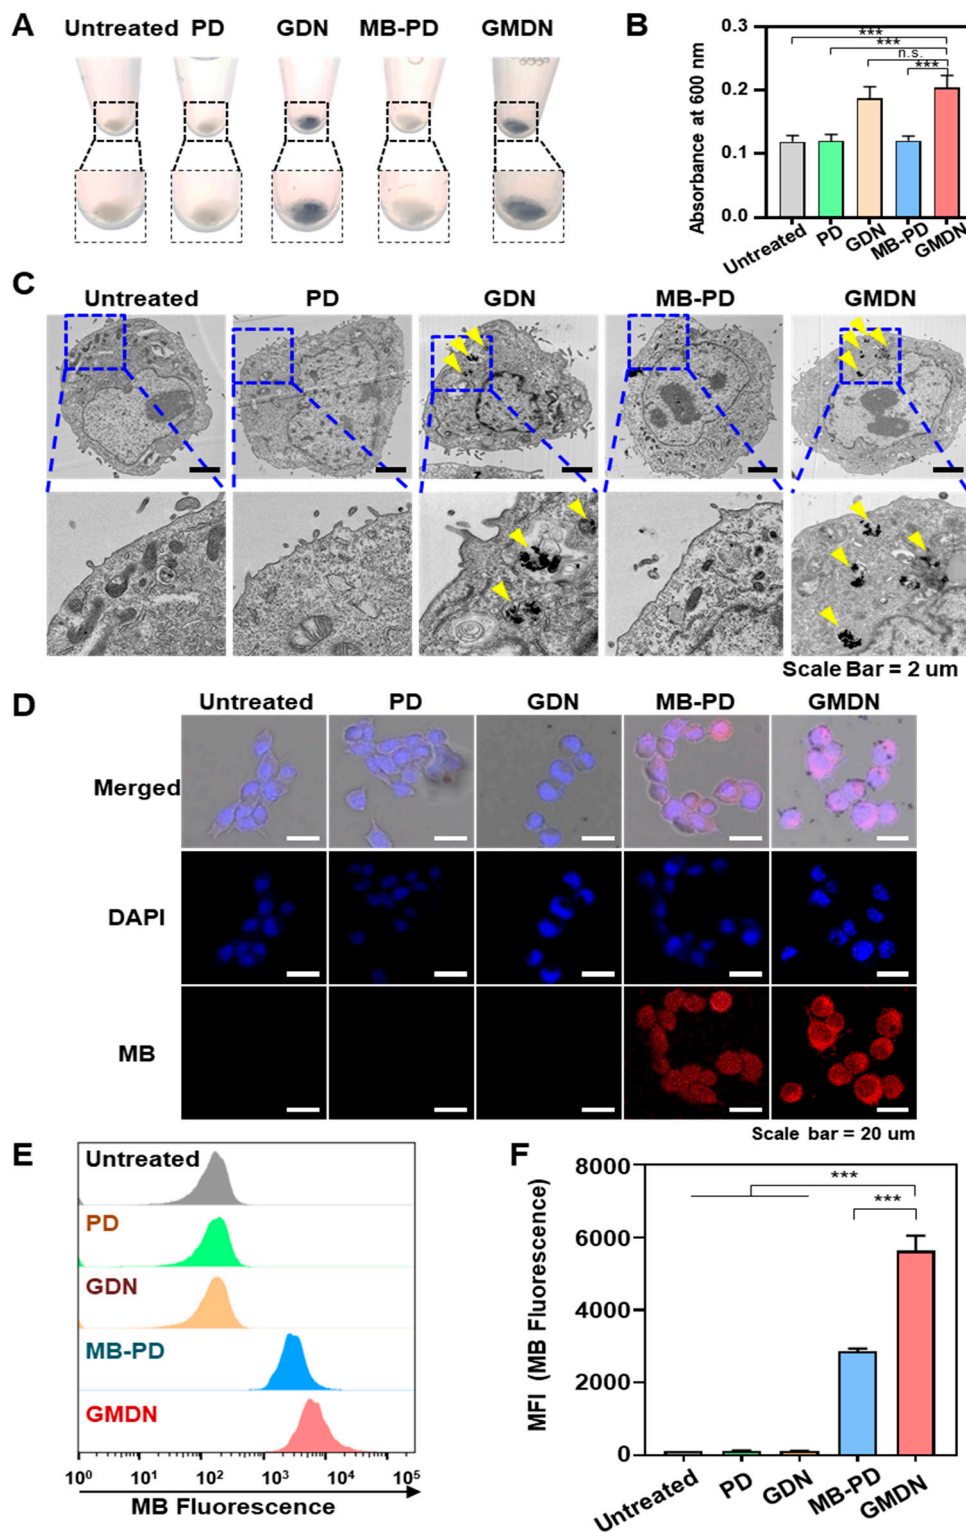 A
Untreated PD GDN MB-PD GMDN
B
Absorbance at 600 nm
0.3
0.2
0.1
0.0
***
***
n.s.
***
Untreated PD GDN MB-PD GMDN
C
Untreated PD GDN MB-PD GMDN
Scale Bar = 2 um
D
Untreated PD GDN MB-PD GMDN
Merged
DAPI
MB
Scale bar = 20 um
E
Untreated
PD
GDN
MB-PD
GMDN
10⁰ 10¹ 10² 10³ 10⁴ 10⁵
MB Fluorescence
F
MFI (MB Fluorescence)
8000
6000
4000
2000
0
***
***
Untreated PD GDN MB-PD GMDN